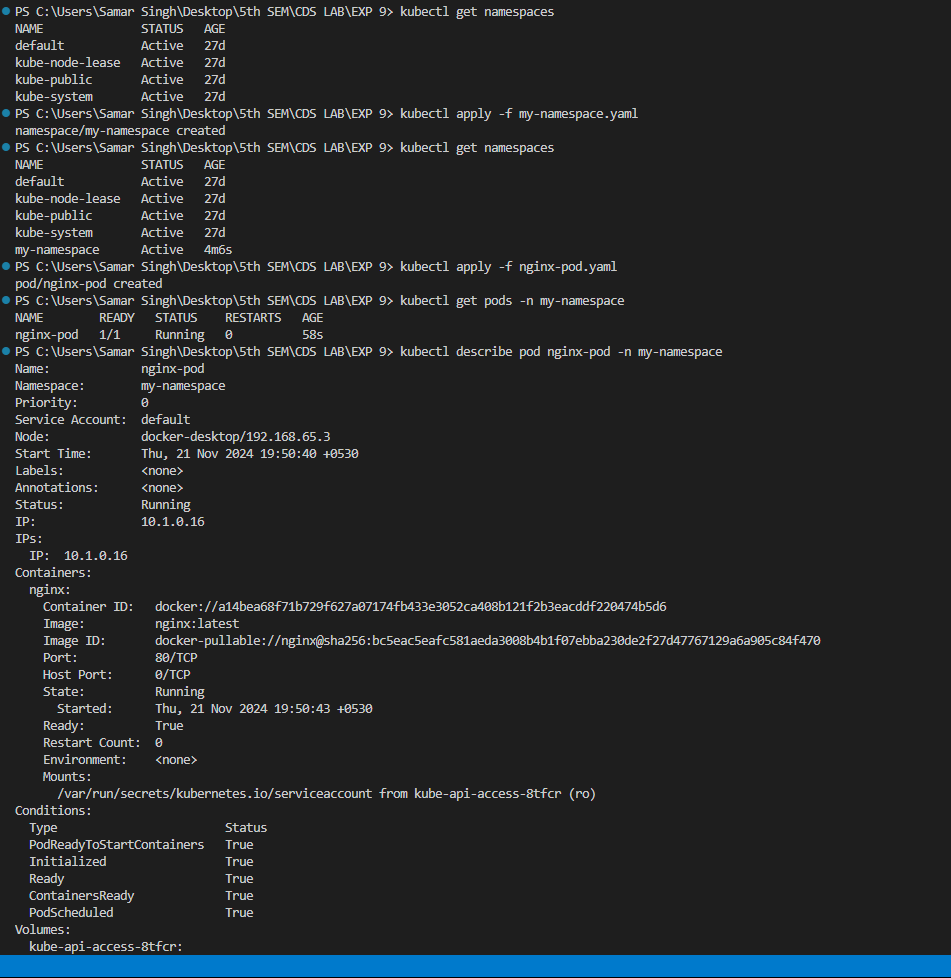 PS C:\Users\Samar Singh\Desktop\5th SEM\CDS LAB\EXP 9> kubectl get namespaces
NAME STATUS AGE
default Active 27d
kube-node-lease Active 27d
kube-public Active 27d
kube-system Active 27d
PS C:\Users\Samar Singh\Desktop\5th SEM\CDS LAB\EXP 9> kubectl apply -f my-namespace.yaml
namespace/my-namespace created
PS C:\Users\Samar Singh\Desktop\5th SEM\CDS LAB\EXP 9> kubectl get namespaces
NAME STATUS AGE
default Active 27d
kube-node-lease Active 27d
kube-public Active 27d
kube-system Active 27d
my-namespace Active 4m6s
PS C:\Users\Samar Singh\Desktop\5th SEM\CDS LAB\EXP 9> kubectl apply -f nginx-pod.yaml
pod/nginx-pod created
PS C:\Users\Samar Singh\Desktop\5th SEM\CDS LAB\EXP 9> kubectl get pods -n my-namespace
NAME READY STATUS RESTARTS AGE
nginx-pod 1/1 Running 0 58s
PS C:\Users\Samar Singh\Desktop\5th SEM\CDS LAB\EXP 9> kubectl describe pod nginx-pod -n my-namespace
Name: nginx-pod
Namespace: my-namespace
Priority: 0
Service Account: default
Node: docker-desktop/192.168.65.3
Start Time: Thu, 21 Nov 2024 19:50:40 +0530
Labels: <none>
Annotations: <none>
Status: Running
IP: 10.1.0.16
IPs:
IP: 10.1.0.16
Containers:
nginx:
Container ID: docker://a14bea68f71b729f627a07174fb433e3052ca408b121f2b3eacddf220474b5d6
Image: nginx:latest
Image ID: docker-pullable://nginx@sha256:bc5eac5eafc581aeda3008b4b1f07ebba230de2f27d47767129a6a905c84f470
Port: 80/TCP
Host Port: 0/TCP
State: Running
Started: Thu, 21 Nov 2024 19:50:43 +0530
Ready: True
Restart Count: 0
Environment: <none>
Mounts:
/var/run/secrets/kubernetes.io/serviceaccount from kube-api-access-8tfcr (ro)
Conditions:
Type Status
PodReadyToStartContainers True
Initialized True
Ready True
ContainersReady True
PodScheduled True
Volumes:
kube-api-access-8tfcr: